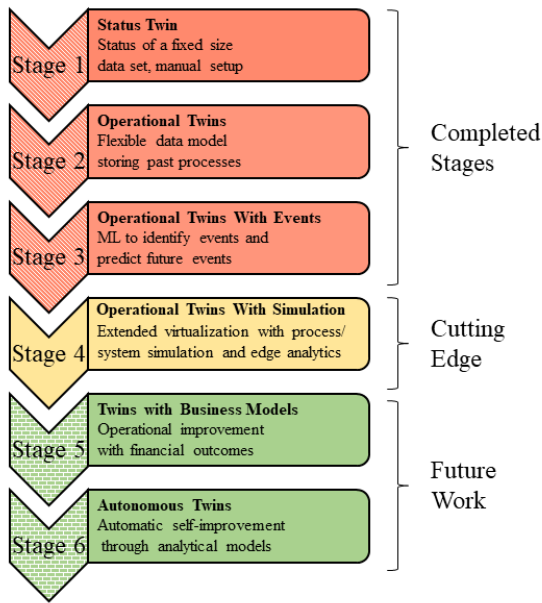 Status Twin
Status of a fixed size
data set, manual setup
Stage 1
Operational Twins
Flexible data model
storing past processes
Stage 2
Completed
Stages
Operational Twins With Events
ML to identify events and
predict future events
Stage 3
Operational Twins With Simulation
Extended virtualization with process/
system simulation and edge analytics
Stage 4
Cutting
Edge
Twins with Business Models
Operational improvement
with financial outcomes
Stage 5
Future
Work
Autonomous Twins
Automatic self-improvement
through analytical models
Stage 6